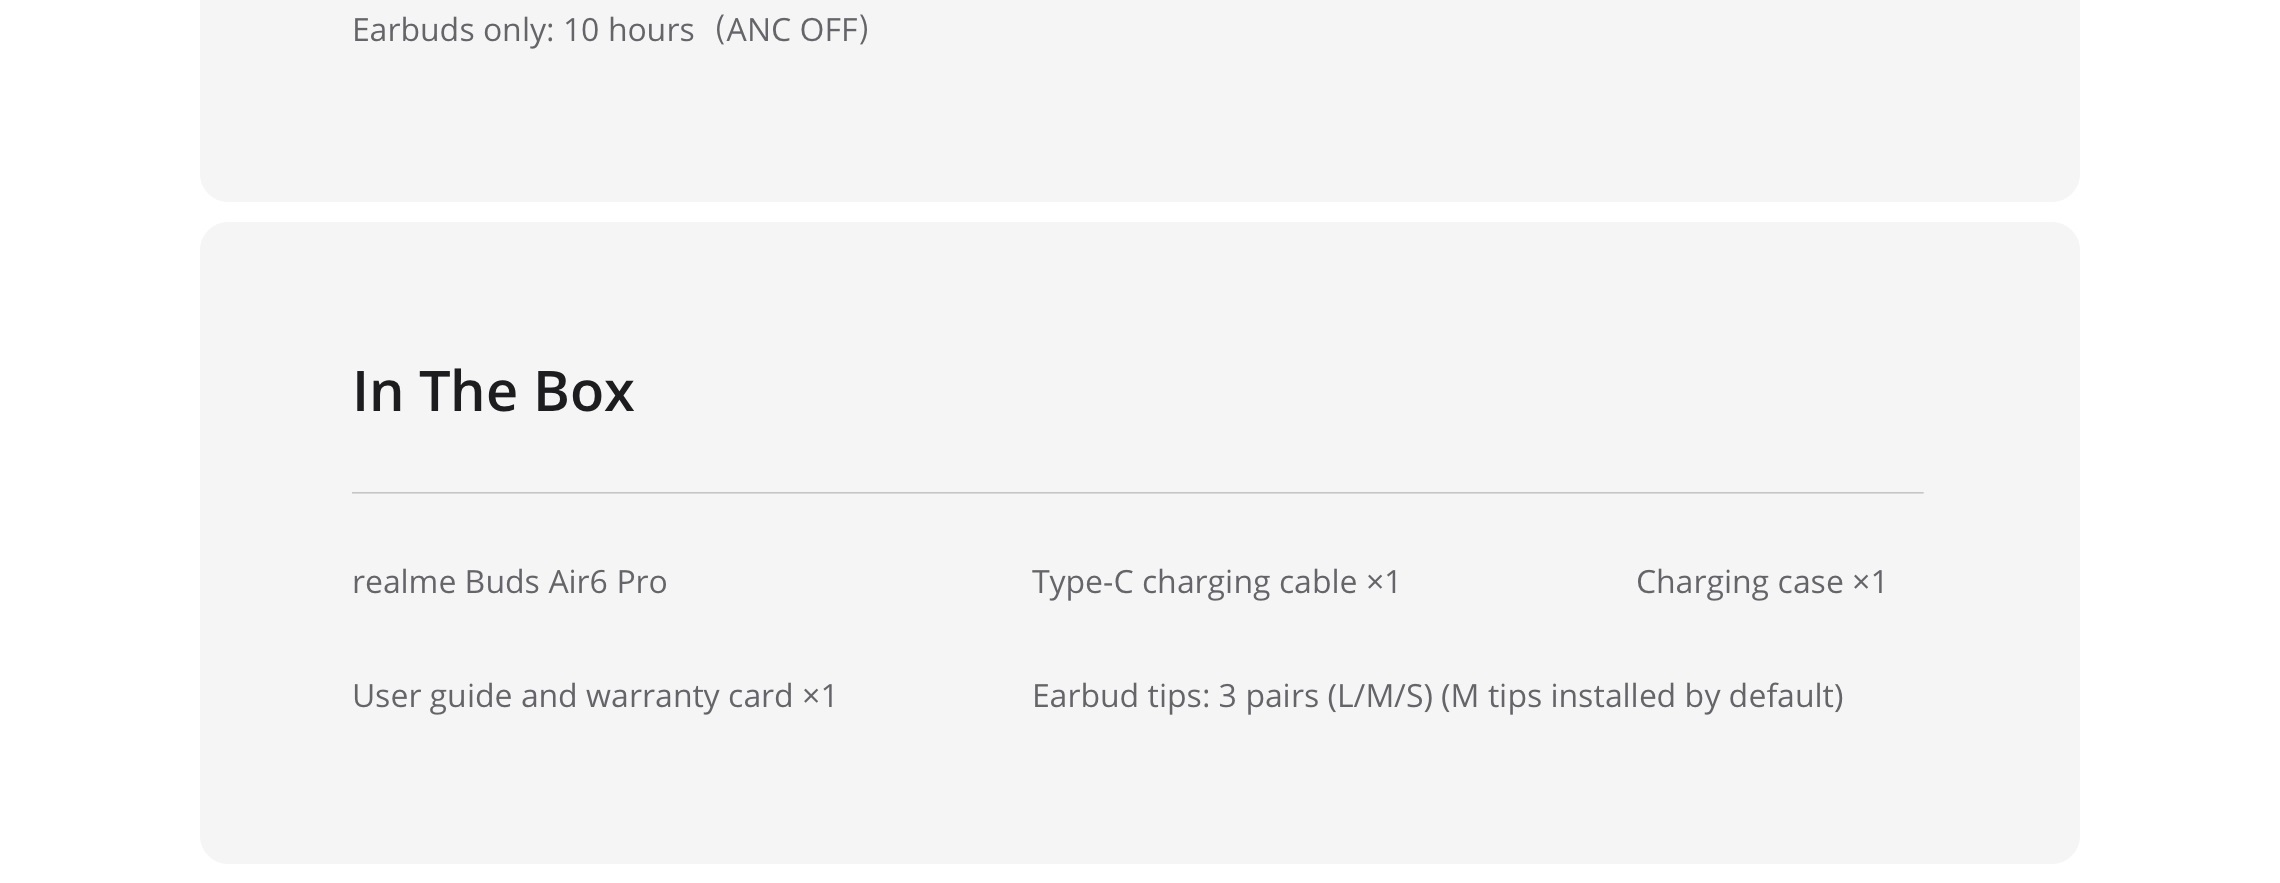 Earbuds only: 10 hours（ANC OFF）
In The Box
realme Buds Air6 Pro
Type-C charging cable ×1
Charging case ×1
User guide and warranty card ×1
Earbud tips: 3 pairs (L/M/S) (M tips installed by default)